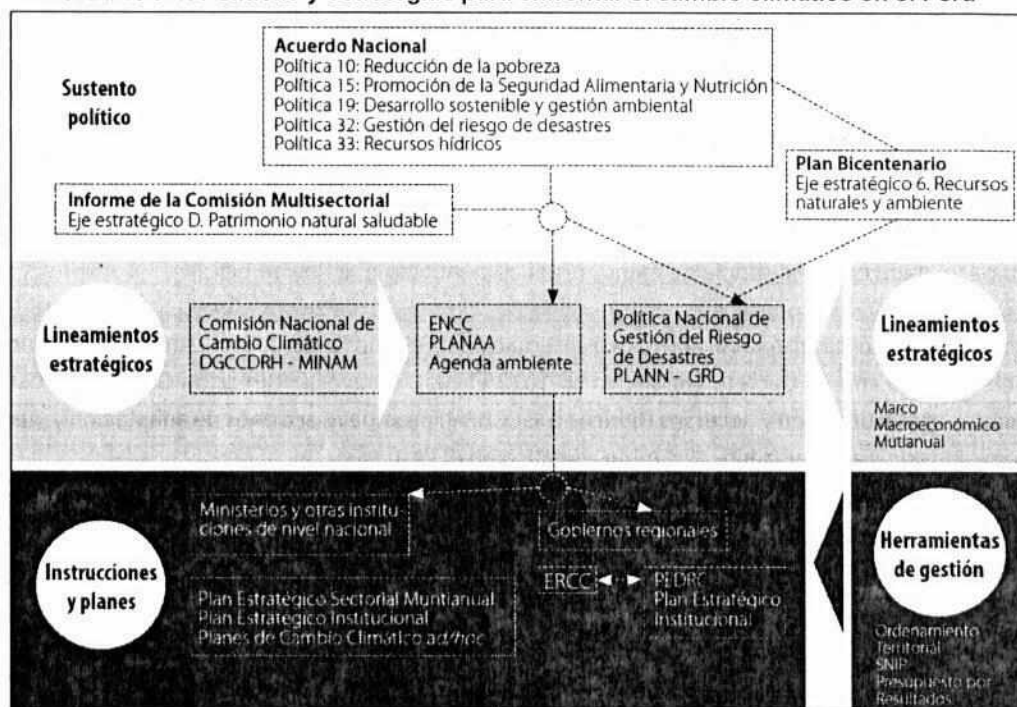 Acuerdo Nacional
Política 10: Reducción de la pobreza
Política 15: Promoción de la Seguridad Alimentaria y Nutrición
Política 19: Desarrollo sostenible y gestión ambiental
Política 32: Gestión del riesgo de desastres
Política 33: Recursos hídricos
Sustento
político
Plan Bicentenario
Eje estratégico 6. Recursos
naturales y ambiente
Informe de la Comisión Multisectorial
Eje estratégico D. Patrimonio natural saludable
Lineamientos
estratégicos
Comisión Nacional de
Cambio Climático
DGCCDRH - MINAM
ENCC
PLANAA
Agenda ambiente
Política Nacional de
Gestión del Riesgo
de Desastres
PLANN - GRD
Lineamientos
estratégicos
Marco
Macroeconómico
Mutianual
Instrucciones
y planes
Ministerios y otras institu-
ciones de nivel nacional
Gobiernos regionales
ERCC
PEDRC
Plan Estratégico
Institucional
Plan Estratégico Sectorial Muntianual
Plan Estratégico Institucional
Planes de Cambio Climático ad/hoc
Herramientas
de gestión
Ordenamiento
Territorial
SNIP
Presupuesto por
Resultados